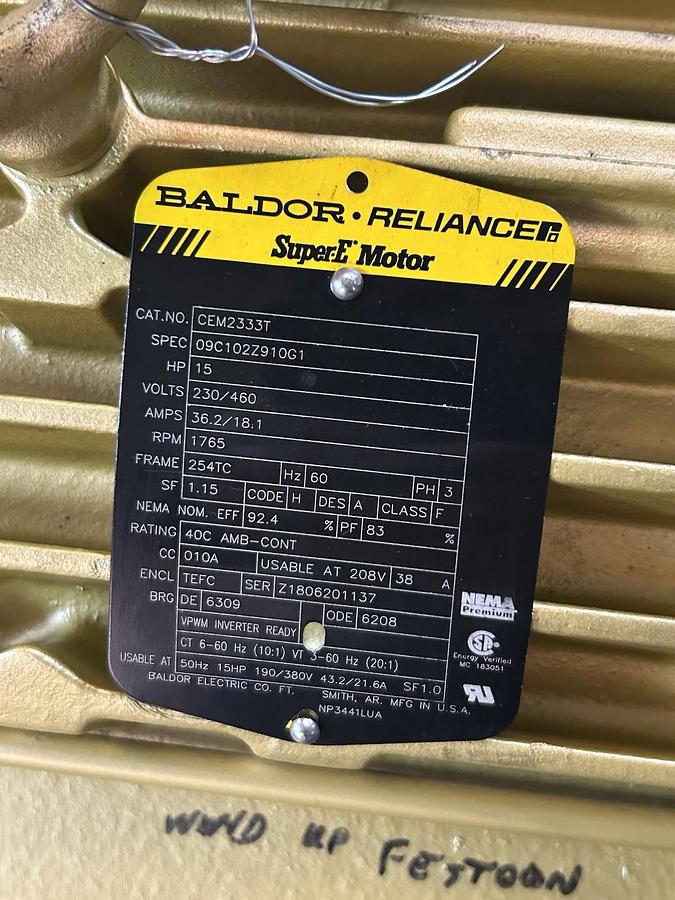 BALDOR • RELIANCE
Super-E® Motor
CAT.NO. CEM2333T
SPEC 09C102Z910G1
HP 15
VOLTS 230/460
AMPS 36.2/18.1
RPM 1765
FRAME 254TC Hz 60 PH 3
SF 1.15 CODE H DES A CLASS F
NEMA NOM. EFF 92.4 % PF 83 %
RATING 40C AMB-CONT
CC 010A USABLE AT 208V 38 A
ENCL TEFC SER Z1806201137
BRG DE 6309 ODE 6208
VPWM INVERTER READY
CT 6-60 Hz (10:1) VT 3-60 Hz (20:1)
USABLE AT 50Hz 15HP 190/380V 43.2/21.6A SF1.0
BALDOR ELECTRIC CO. FT. SMITH, AR. MFG IN U.S.A.
NP3441LUA
NEMA
Premium
Energy Verified
MC 183051
WIND UP FESTOON